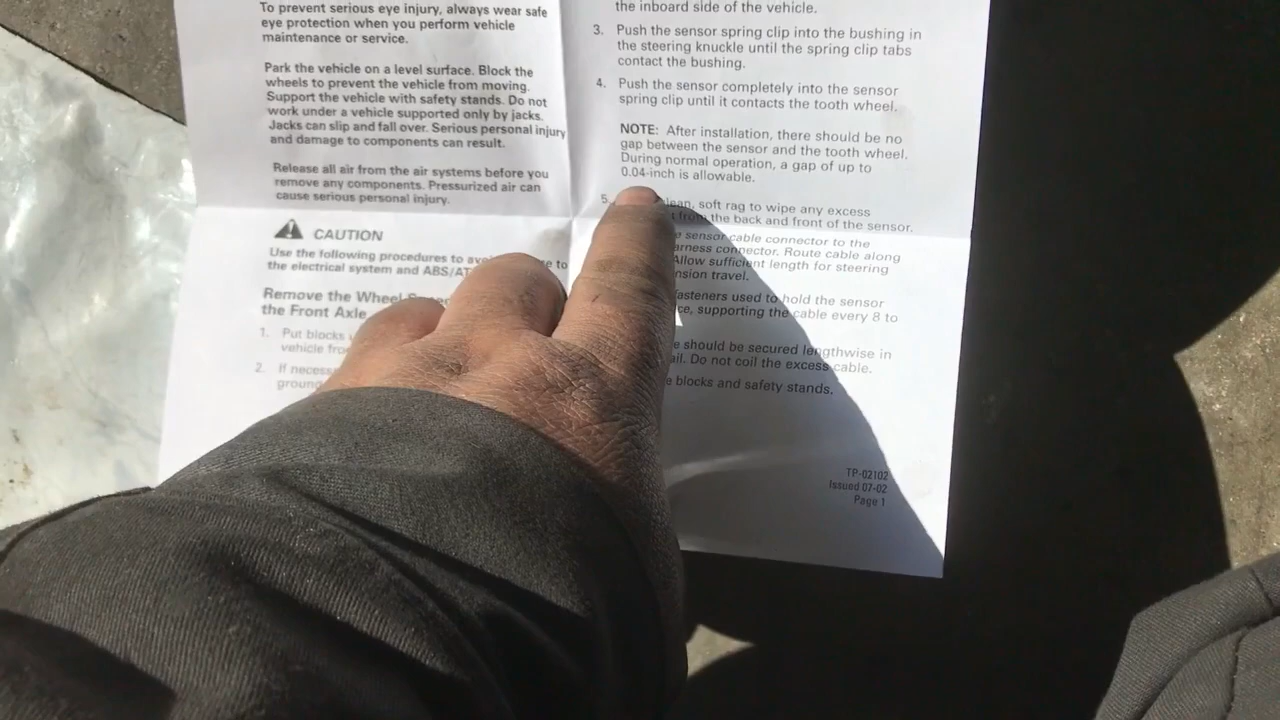 To prevent serious eye injury, always wear safe
eye protection when you perform vehicle
maintenance or service.
Park the vehicle on a level surface. Block the
wheels to prevent the vehicle from moving.
Support the vehicle with safety stands. Do not
work under a vehicle supported only by jacks.
Jacks can slip and fall over. Serious personal injury
and damage to components can result.
Release all air from the air systems before you
remove any components. Pressurized air can
cause serious personal injury.
CAUTION
Use the following procedures to to
the electrical system and
Remove the Wheel
the Front Axle
1. Put blocks
vehicle
2. If
the inboard side of the vehicle.
3. Push the sensor spring clip into the bushing in
the steering knuckle until the spring clip tabs
contact the bushing.
4. Push the sensor completely into the sensor
spring clip until it contacts the tooth wheel.
NOTE: After installation, there should be no
gap between the sensor and the tooth wheel.
During normal operation, a gap of up to
0.04-inch is allowable.
5. soft rag to wipe any excess
from the back and front of the sensor.
sensor cable connector to the
connector. Route cable along
Allow sufficient length for steering
travel.
fasteners used to hold the sensor
supporting the cable every 8 to
should be secured lengthwise in
Do not coil the excess cable.
blocks and safety stands.
TP-02102
Issued 07-02
Page 1